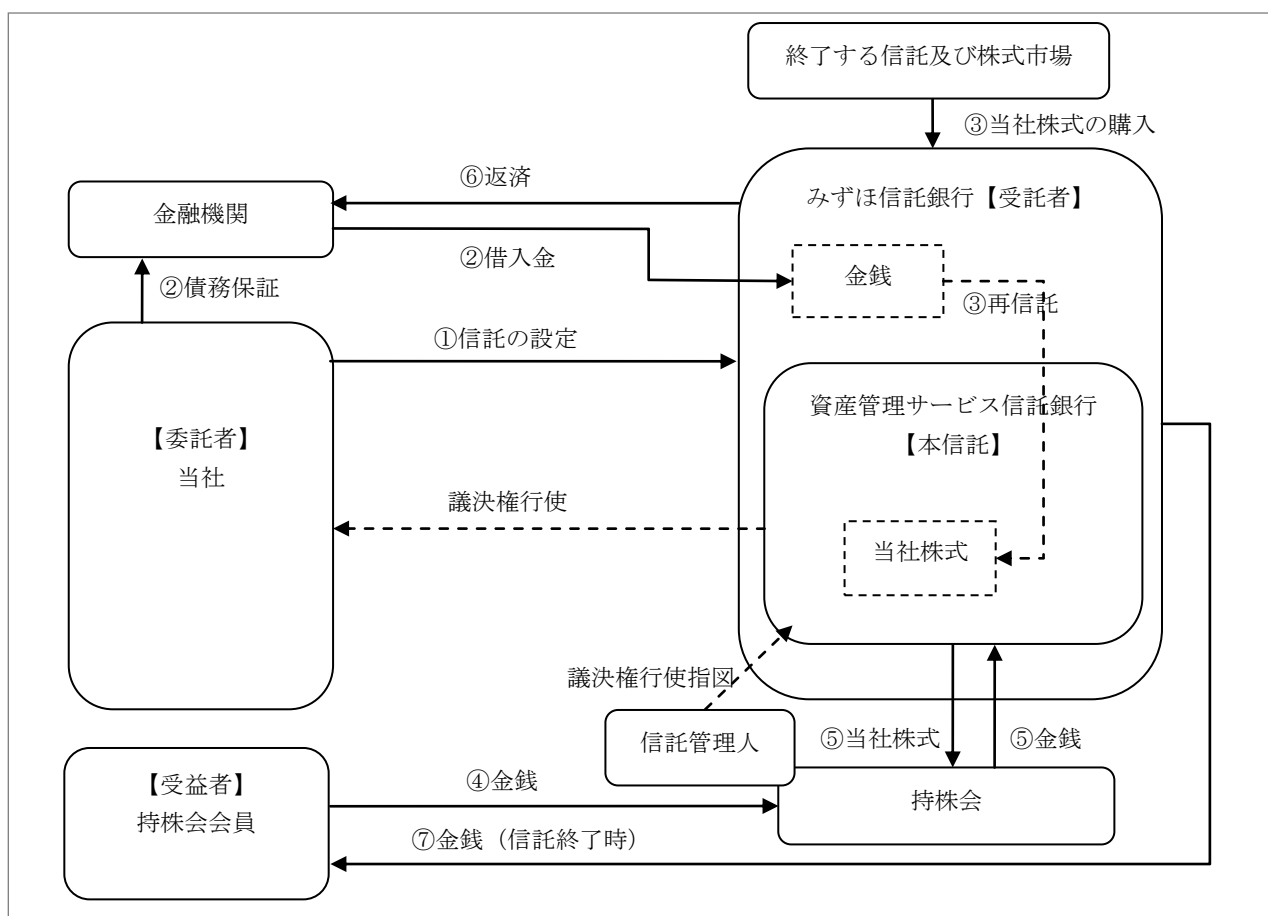 終了する信託及び株式市場
③当社株式の購入
⑥返済
みずほ信託銀行【受託者】
金融機関
②借入金
金銭
②債務保証
③再信託
①信託の設定
資産管理サービス信託銀行
【本信託】
【委託者】
当社
議決権行使
当社株式
議決権行使指図
信託管理人
⑤当社株式
⑤金銭
【受益者】
持株会会員
④金銭
持株会
⑦金銭（信託終了時）